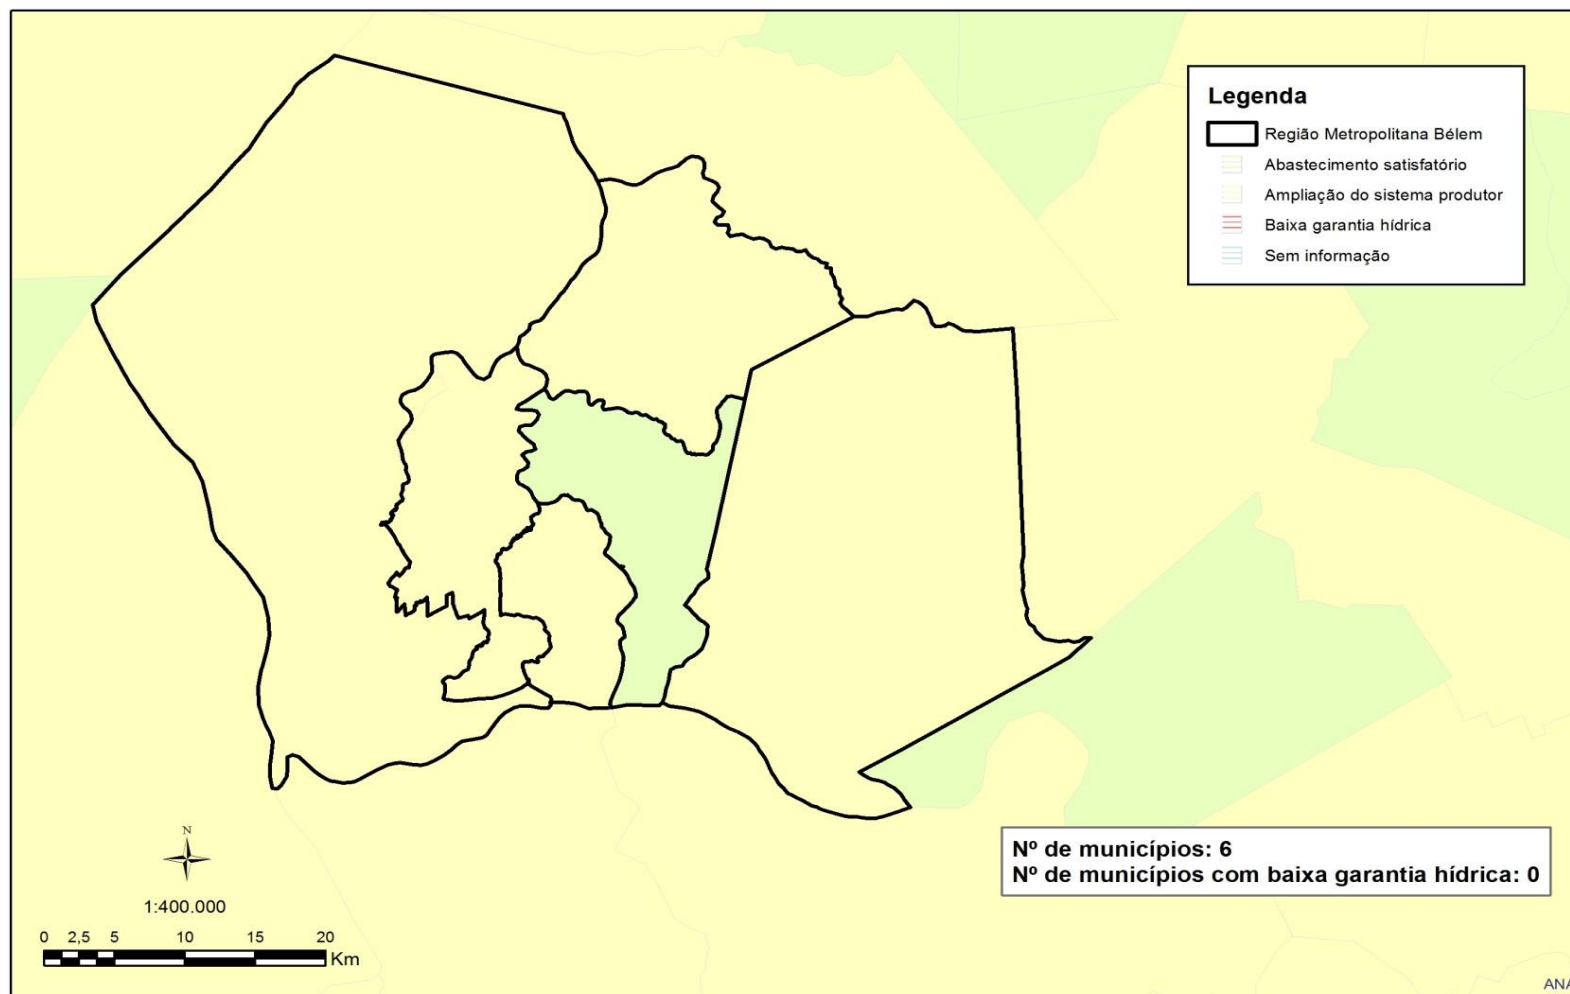 Legenda
Região Metropolitana Bélem
Abastecimento satisfatório
Ampliação do sistema produtor
Baixa garantia hídrica
Sem informação
Nº de municípios: 6
Nº de municípios com baixa garantia hídrica: 0
N
1:400.000
0 2,5 5 10 15 20
Km
ANA